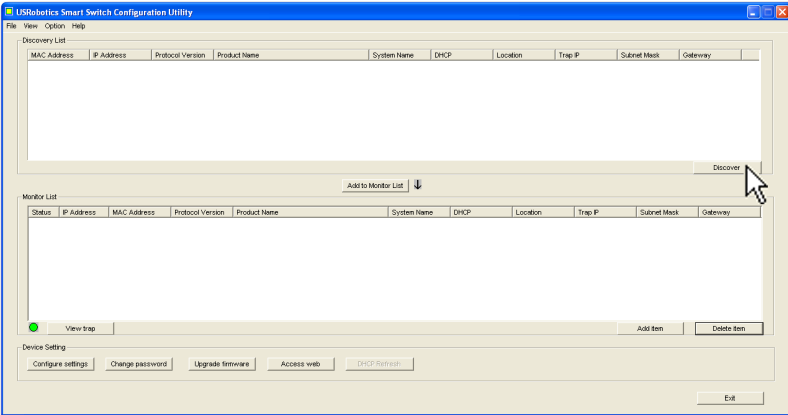 USRobotics Smart Switch Configuration Utility
File View Option Help
Discovery List
MAC Address IP Address Protocol Version Product Name System Name DHCP Location Trap IP Subnet Mask Gateway
Discover
Add to Monitor List
Monitor List
Status IP Address MAC Address Protocol Version Product Name System Name DHCP Location Trap IP Subnet Mask Gateway
View trap Add item Delete item
Device Setting
Configure settings Change password Upgrade firmware Access web DHCP Refresh
Exit